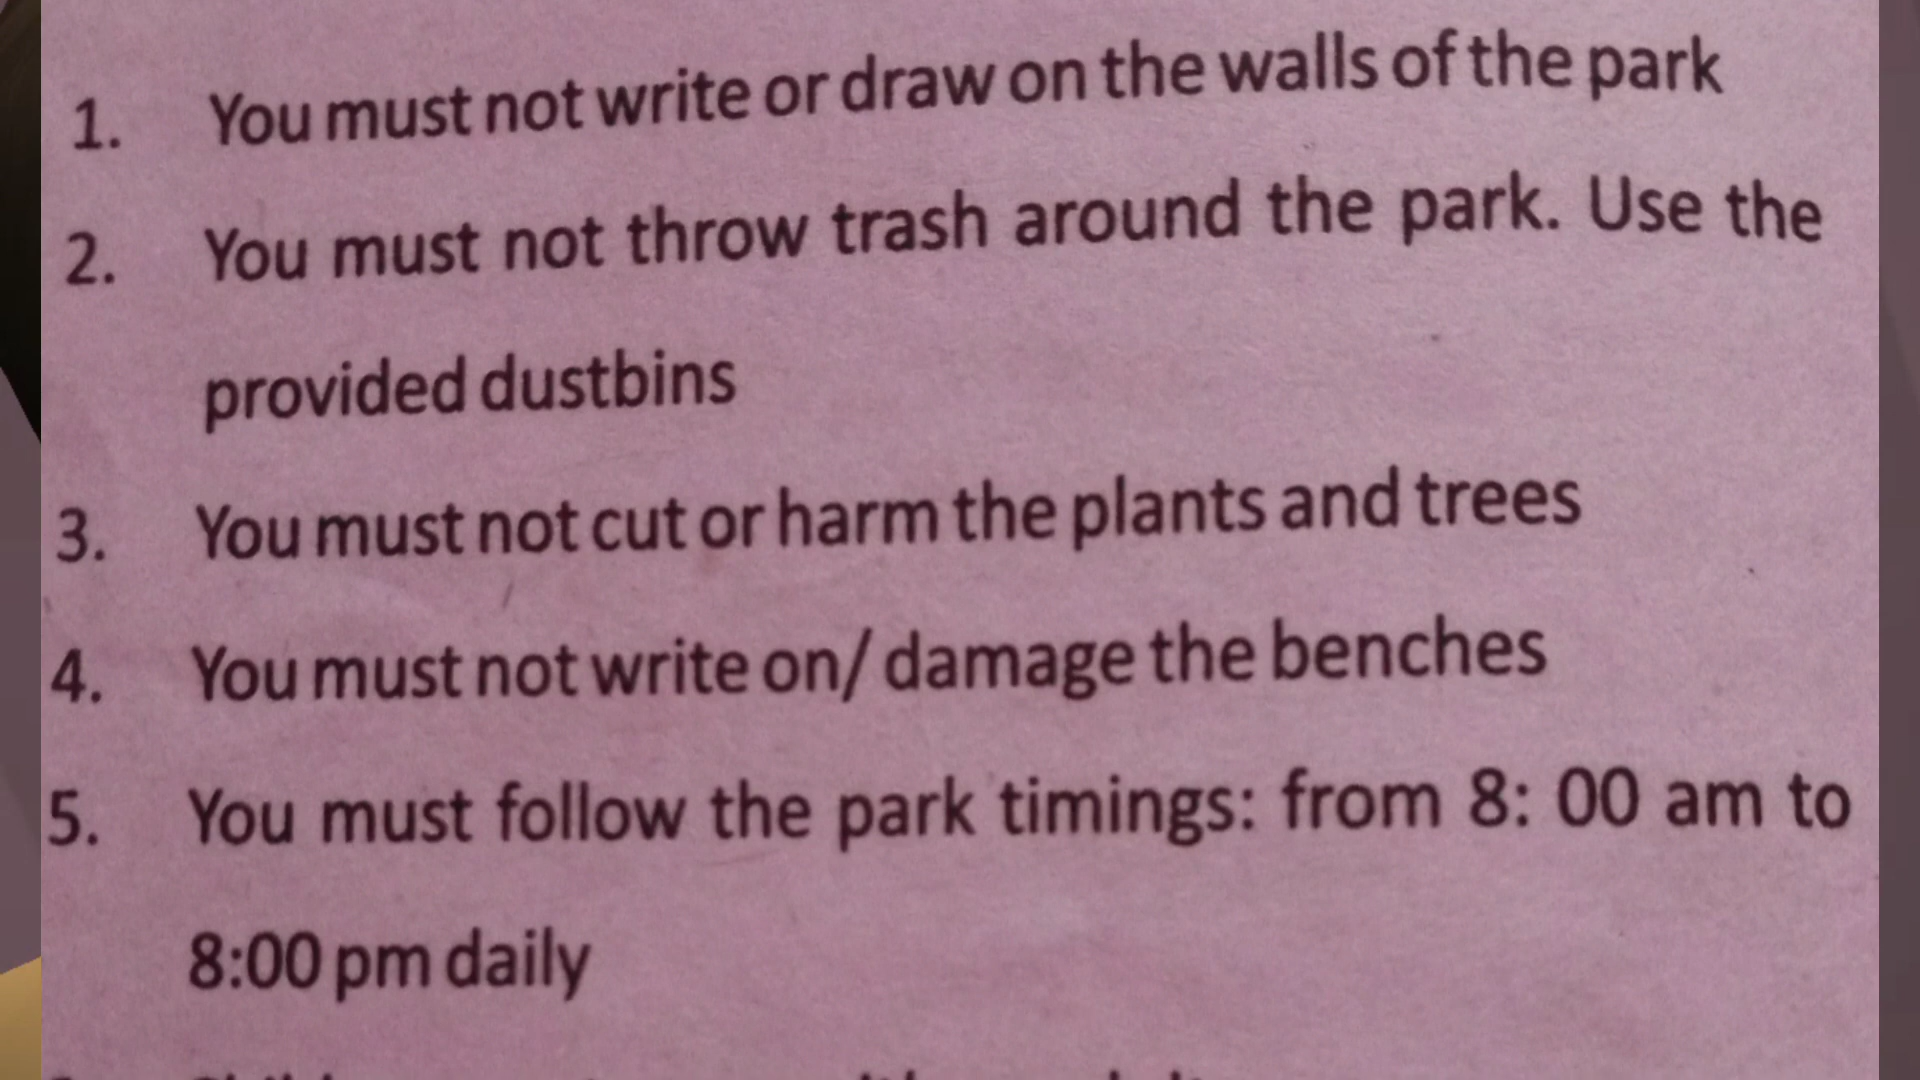 1. You must not write or draw on the walls of the park
2. You must not throw trash around the park. Use the
provided dustbins
3. You must not cut or harm the plants and trees
4. You must not write on/ damage the benches
5. You must follow the park timings: from 8: 00 am to
8:00 pm daily